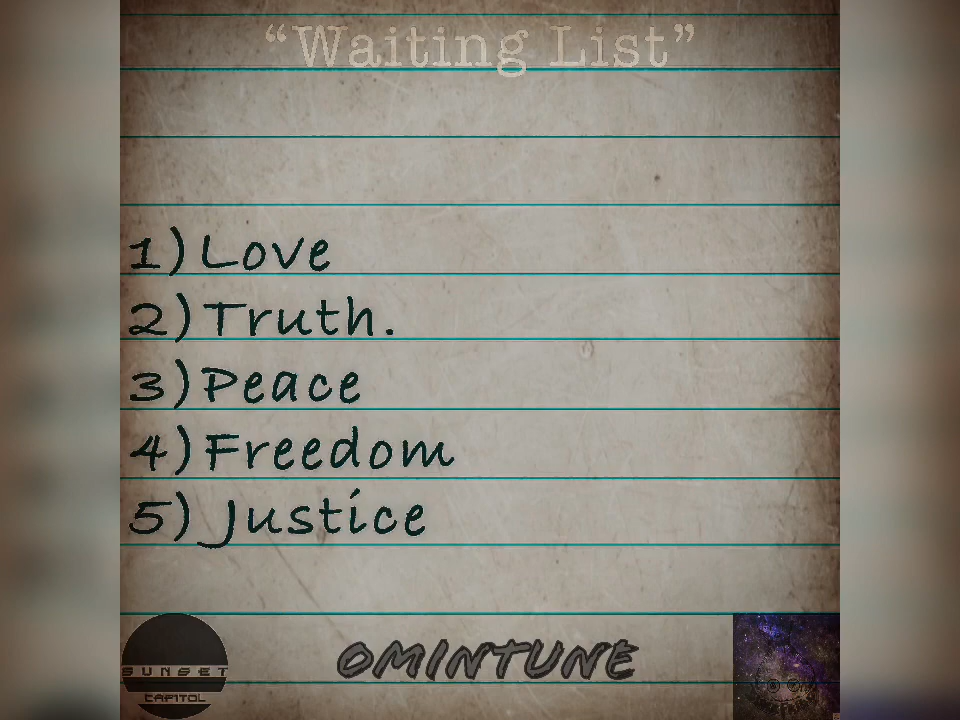 “Waiting List”
1) Love
2) Truth.
3) Peace
4) Freedom
5) Justice
OMINTUNE
SUNSET
CAPITOL